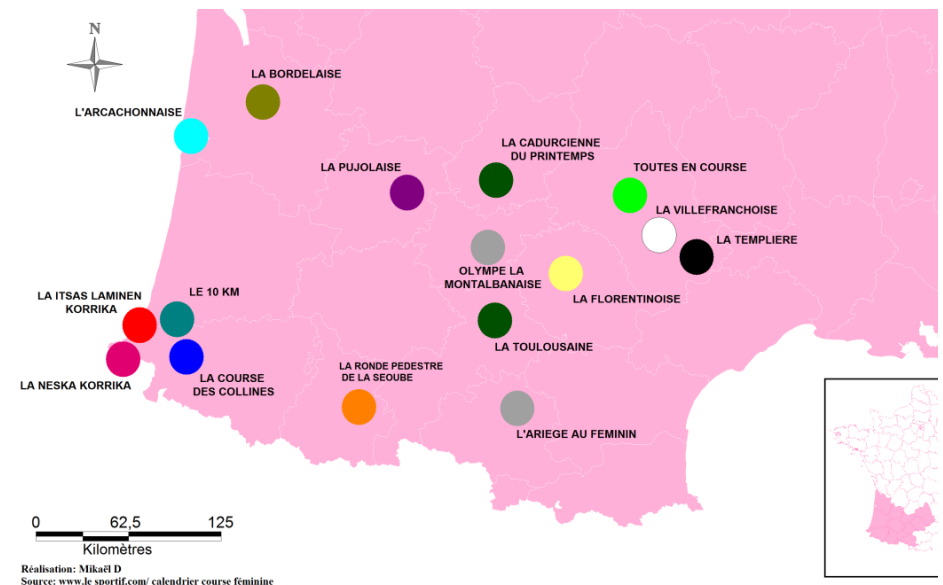 N
LA BORDELAISE
L'ARCACHONNAISE
LA CADURCIENNE
DU PRINTEMPS
LA PUJOLAISE
TOUTES EN COURSE
LA VILLEFRANCHOISE
LA TEMPLIERE
OLYMPE LA
MONTALBANAISE
LA FLORENTINOISE
LA ITSAS LAMINEN
KORRIKA
LE 10 KM
LA TOULOUSAINE
LA RONDE PEDESTRE
DE LA SEOUBE
LA NESKA KORRIKA
LA COURSE
DES COLLINES
L'ARIEGE AU FEMININ
0 62,5 125
Kilomètres
Réalisation: Mikaël D
Source: www.le sportif.com/ calendrier course féminine